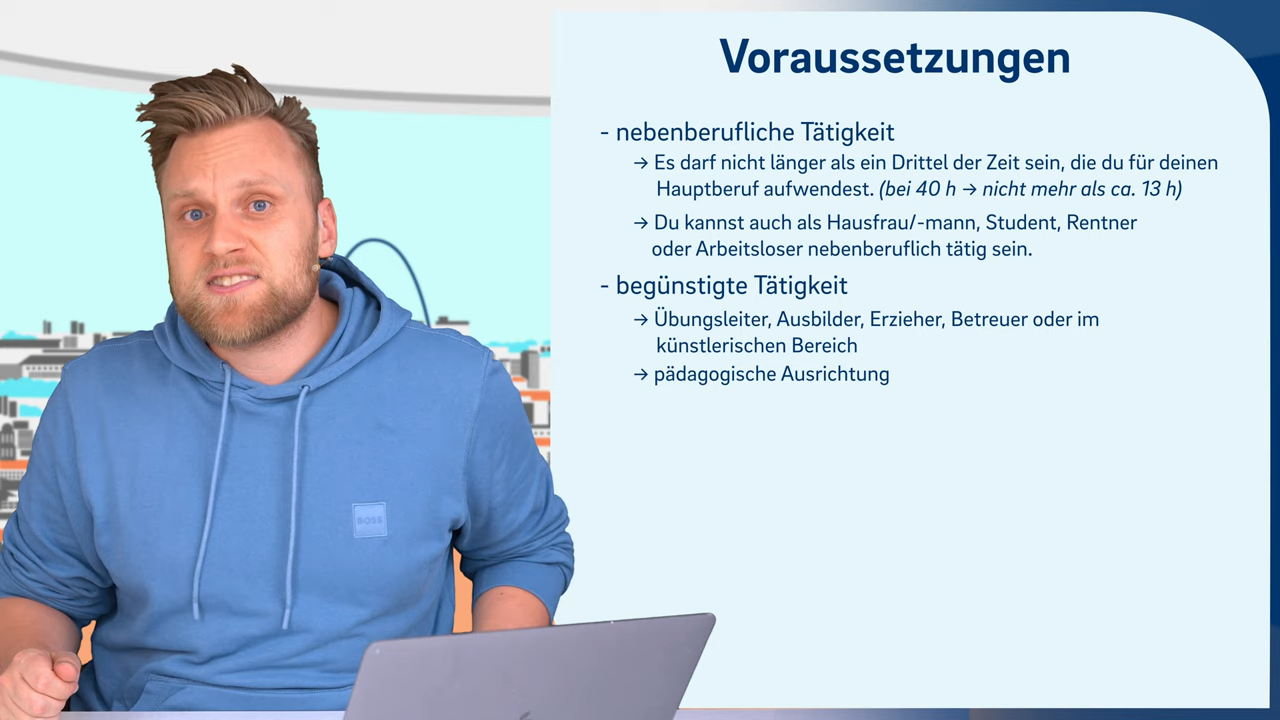 Voraussetzungen
- nebenberufliche Tätigkeit
→ Es darf nicht länger als ein Drittel der Zeit sein, die du für deinen
Hauptberuf aufwendest. (bei 40 h → nicht mehr als ca. 13 h)
→ Du kannst auch als Hausfrau/-mann, Student, Rentner
oder Arbeitsloser nebenberuflich tätig sein.
- begünstigte Tätigkeit
→ Übungsleiter, Ausbilder, Erzieher, Betreuer oder im
künstlerischen Bereich
→ pädagogische Ausrichtung
BOSS